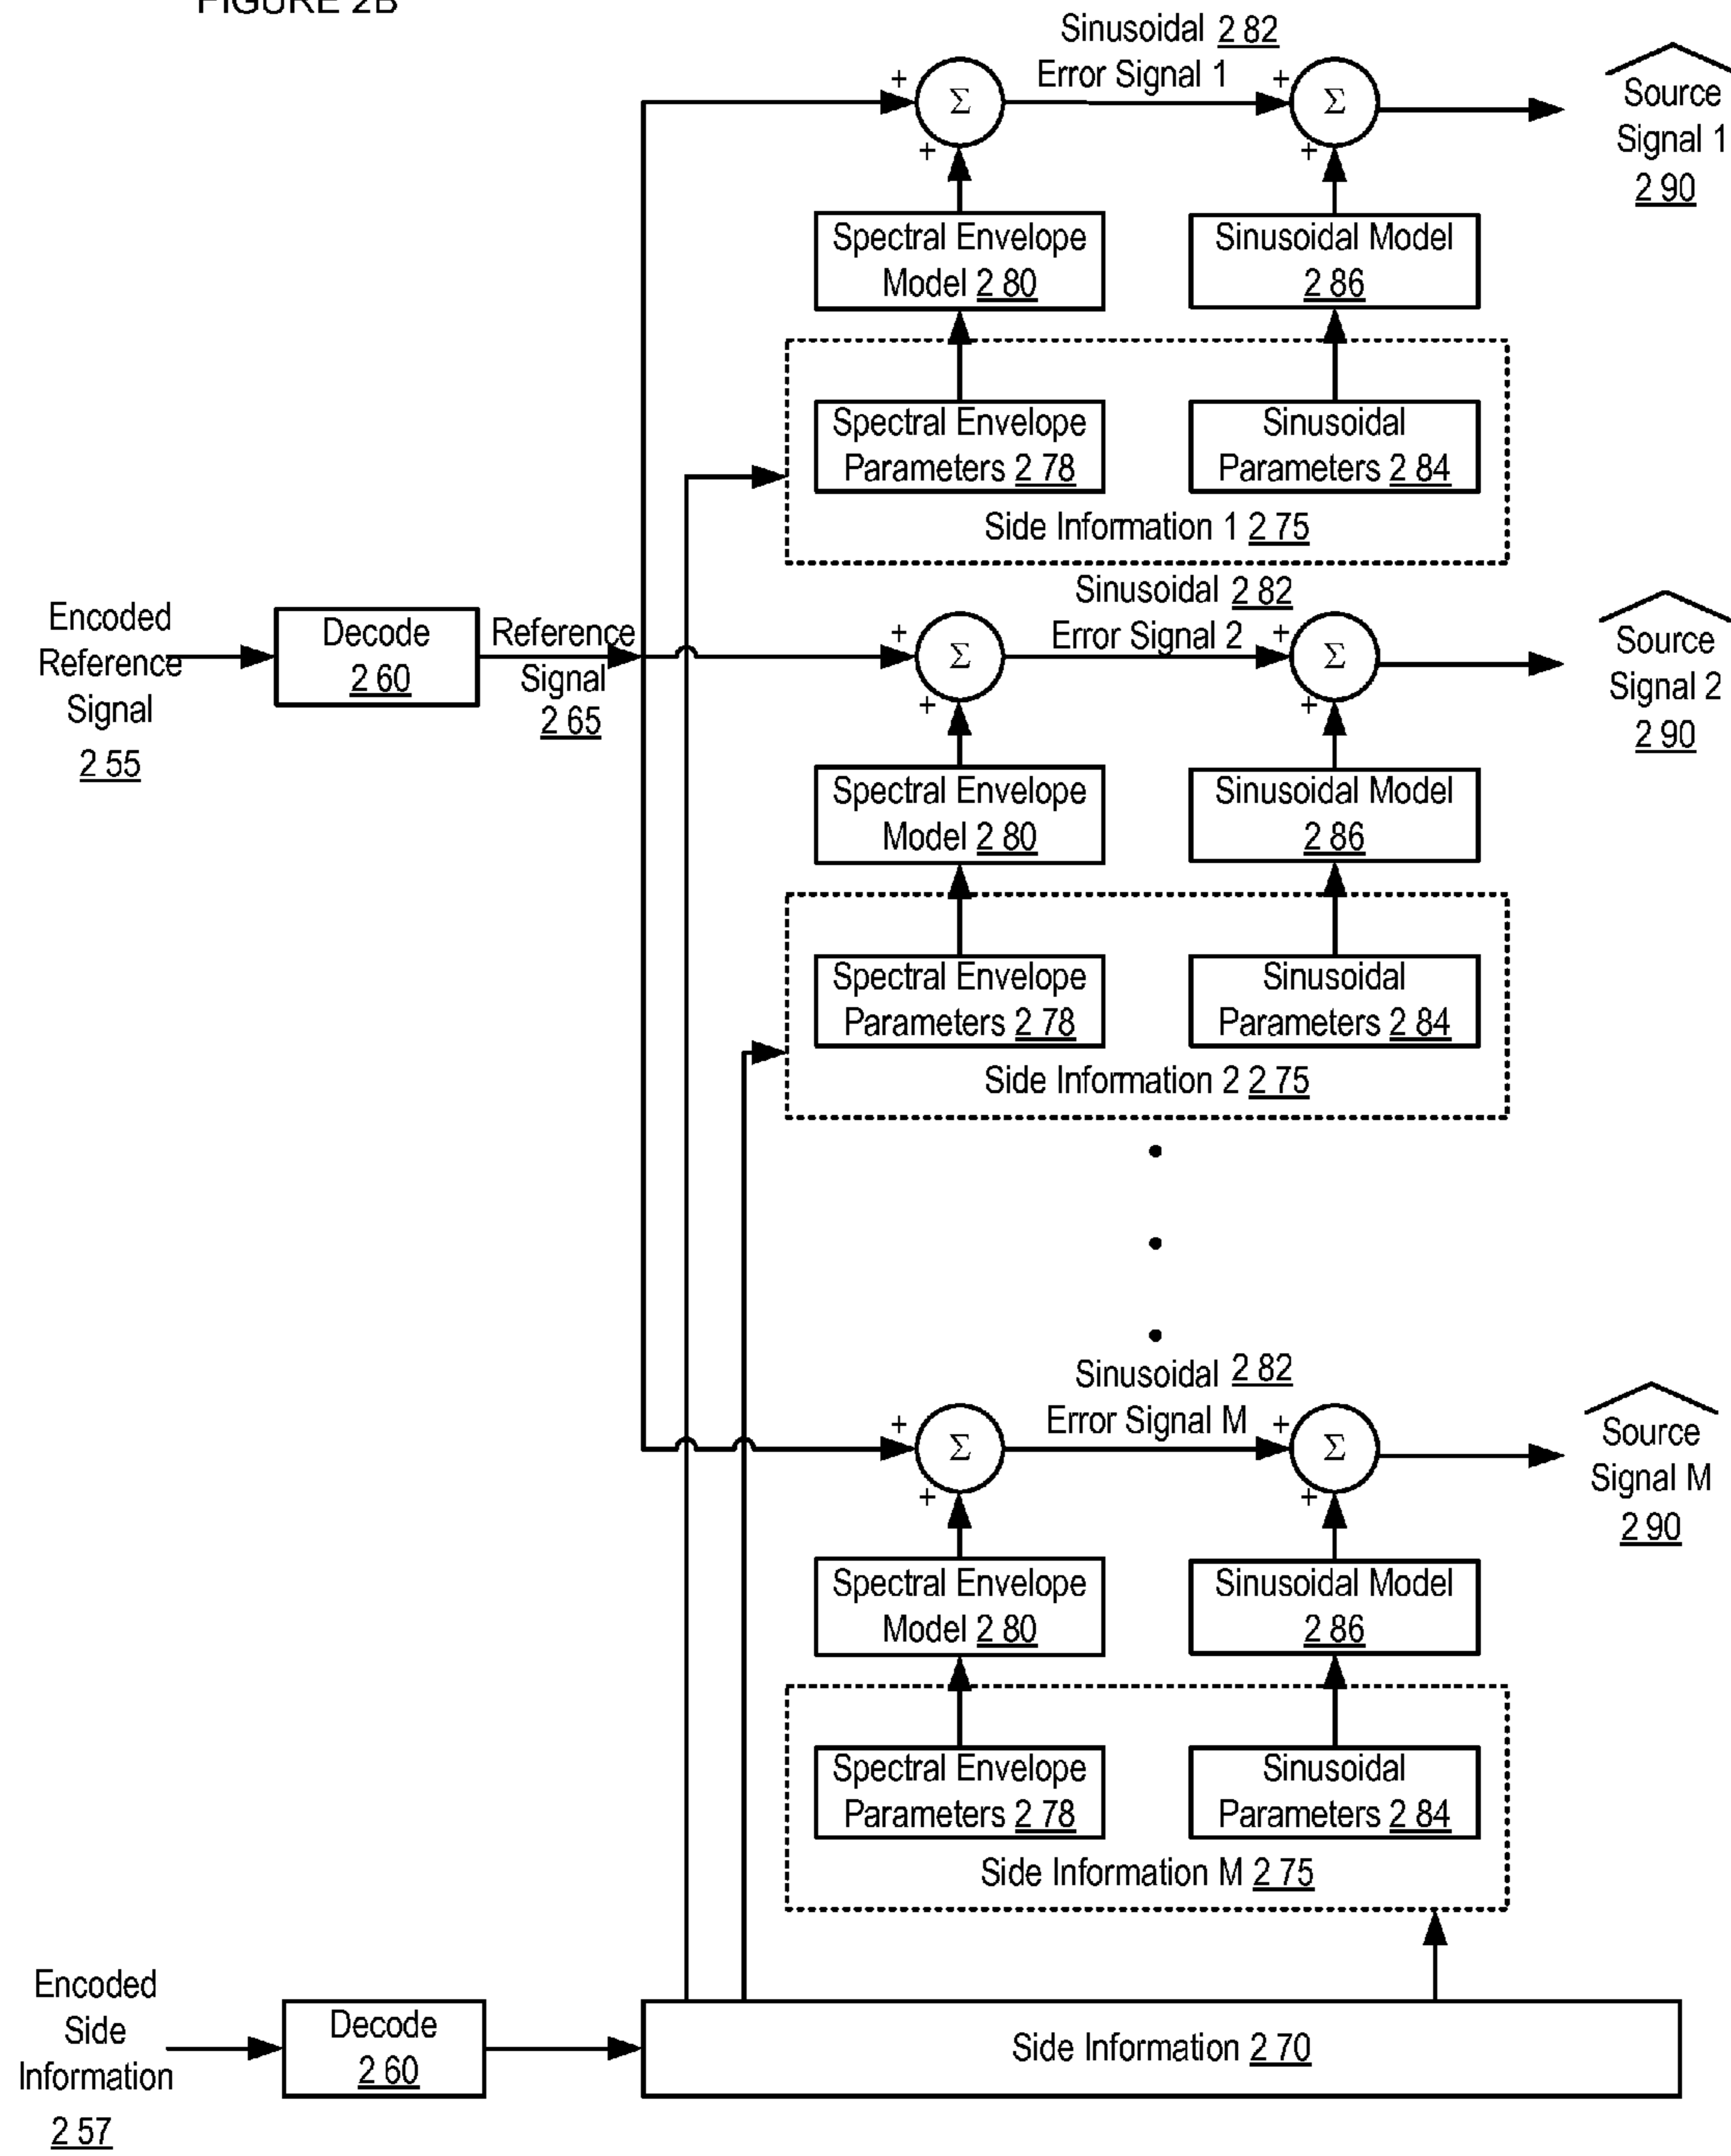 FIGURE 2B
Sinusoidal 2 82
Error Signal 1
+
Σ
+
+
Σ
+
Source
Signal 1
2 90
Spectral Envelope
Model 2 80
Sinusoidal Model
2 86
Spectral Envelope
Parameters 2 78
Sinusoidal
Parameters 2 84
Side Information 1 2 75
Encoded
Reference
Signal
2 55
Decode
2 60
Reference
Signal
2 65
Sinusoidal 2 82
Error Signal 2
+
Σ
+
+
Σ
+
Source
Signal 2
2 90
Spectral Envelope
Model 2 80
Sinusoidal Model
2 86
Spectral Envelope
Parameters 2 78
Sinusoidal
Parameters 2 84
Side Information 2 2 75
Sinusoidal 2 82
Error Signal M
+
Σ
+
+
Σ
+
Source
Signal M
2 90
Spectral Envelope
Model 2 80
Sinusoidal Model
2 86
Spectral Envelope
Parameters 2 78
Sinusoidal
Parameters 2 84
Side Information M 2 75
Encoded
Side
Information
2 57
Decode
2 60
Side Information 2 70